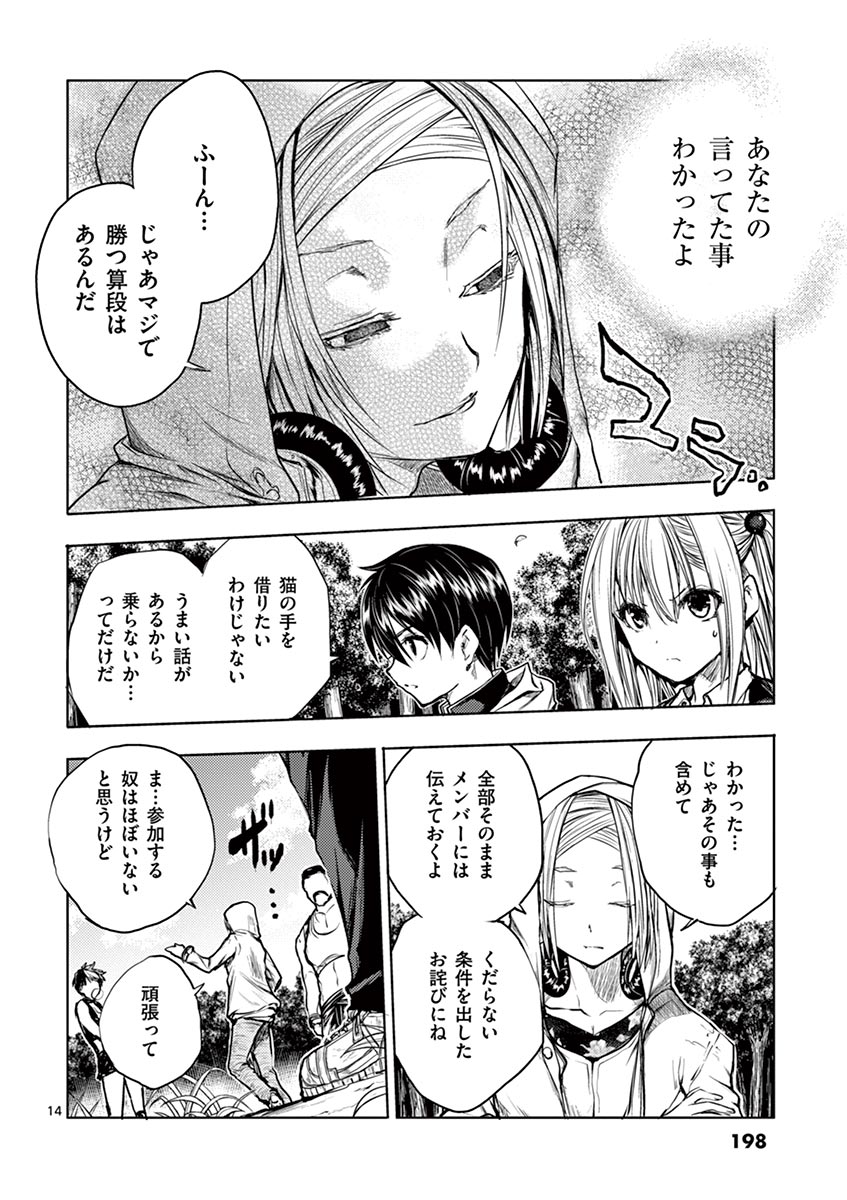 あなたの
言ってた事
わかったよ
ふーん…
じゃあマジで
勝つ算段は
あるんだ
ユラ。
猫の手を
借りたい
わけじゃない
うまい話が
あるから
乗らないか…
ってだけだ
わかった…
じゃあその事も
含めて
全部そのまま
メンバーには
伝えておくよ
くだらない
条件を出した
お詫びにね
ザッ…
ま…参加する
奴はほぼいない
と思うけど
頑張って
14
198